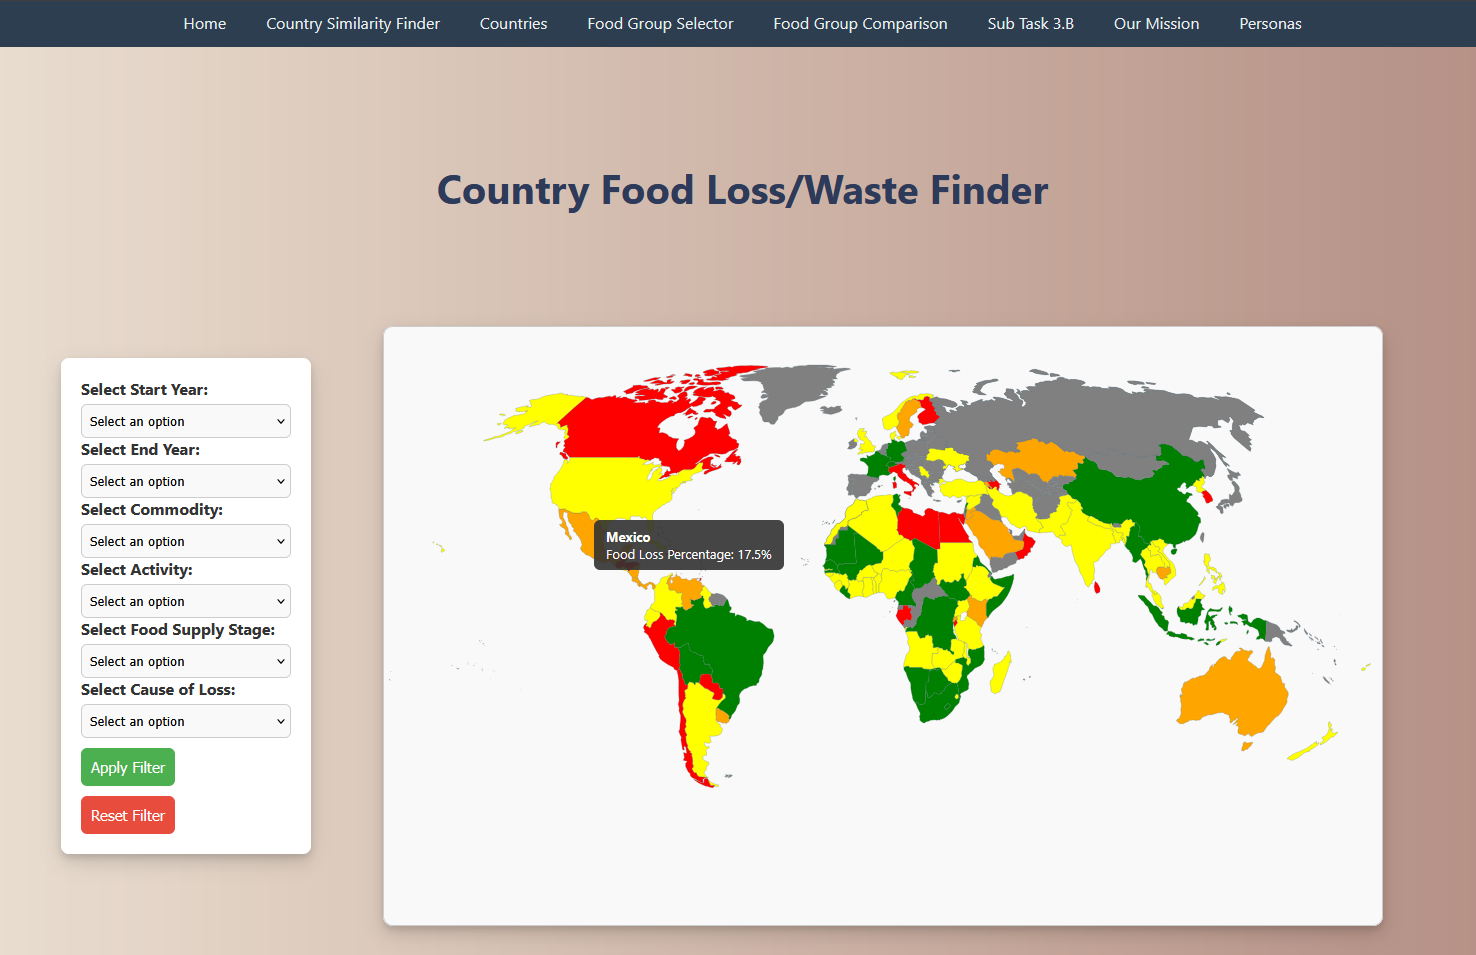 Home Country Similarity Finder Countries Food Group Selector Food Group Comparison Sub Task 3.B Our Mission Personas
Country Food Loss/Waste Finder
Select Start Year:
Select an option
Select End Year:
Select an option
Select Commodity:
Select an option
Select Activity:
Select an option
Select Food Supply Stage:
Select an option
Select Cause of Loss:
Select an option
Apply Filter
Reset Filter
Mexico
Food Loss Percentage: 17.5%